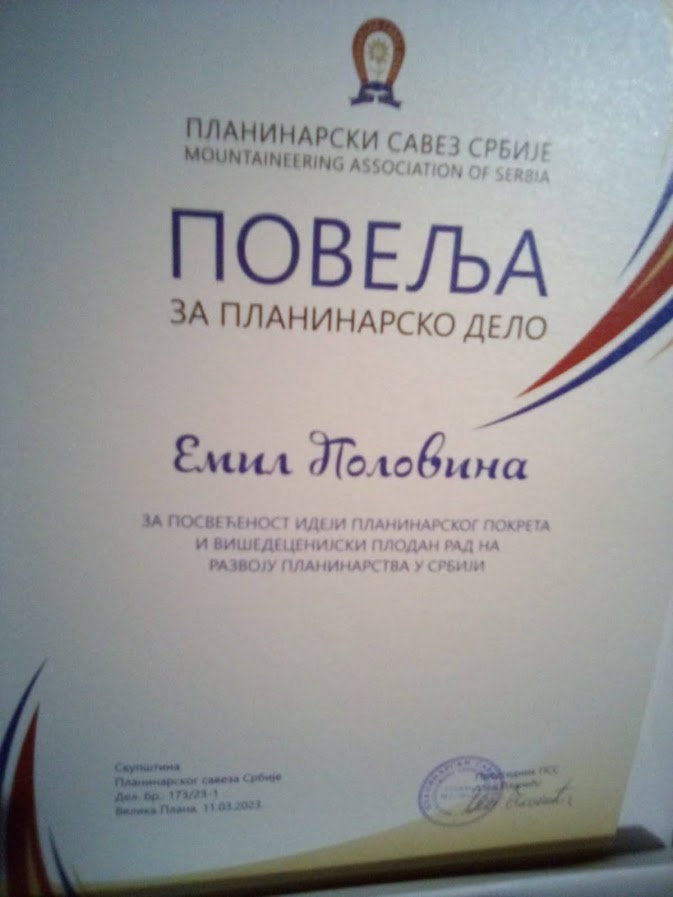 ПЛАНИНАРСКИ САВЕЗ СРБИЈЕ
MOUNTAINEERING ASSOCIATION OF SERBIA
ПОВЕЉА
ЗА ПЛАНИНАРСКО ДЕЛО
Емил Половина
ЗА ПОСВЕЋЕНОСТ ИДЕЈИ ПЛАНИНАРСКОГ ПОКРЕТА
И ВИШЕДЕЦЕНИЈСКИ ПЛОДАН РАД НА
РАЗВОЈУ ПЛАНИНАРСТВА У СРБИЈИ
Скупштина
Планинарског савеза Србије
Дел. бр.: 173/23-1
Велика Плана, 11.03.2023.
Председник ПСС